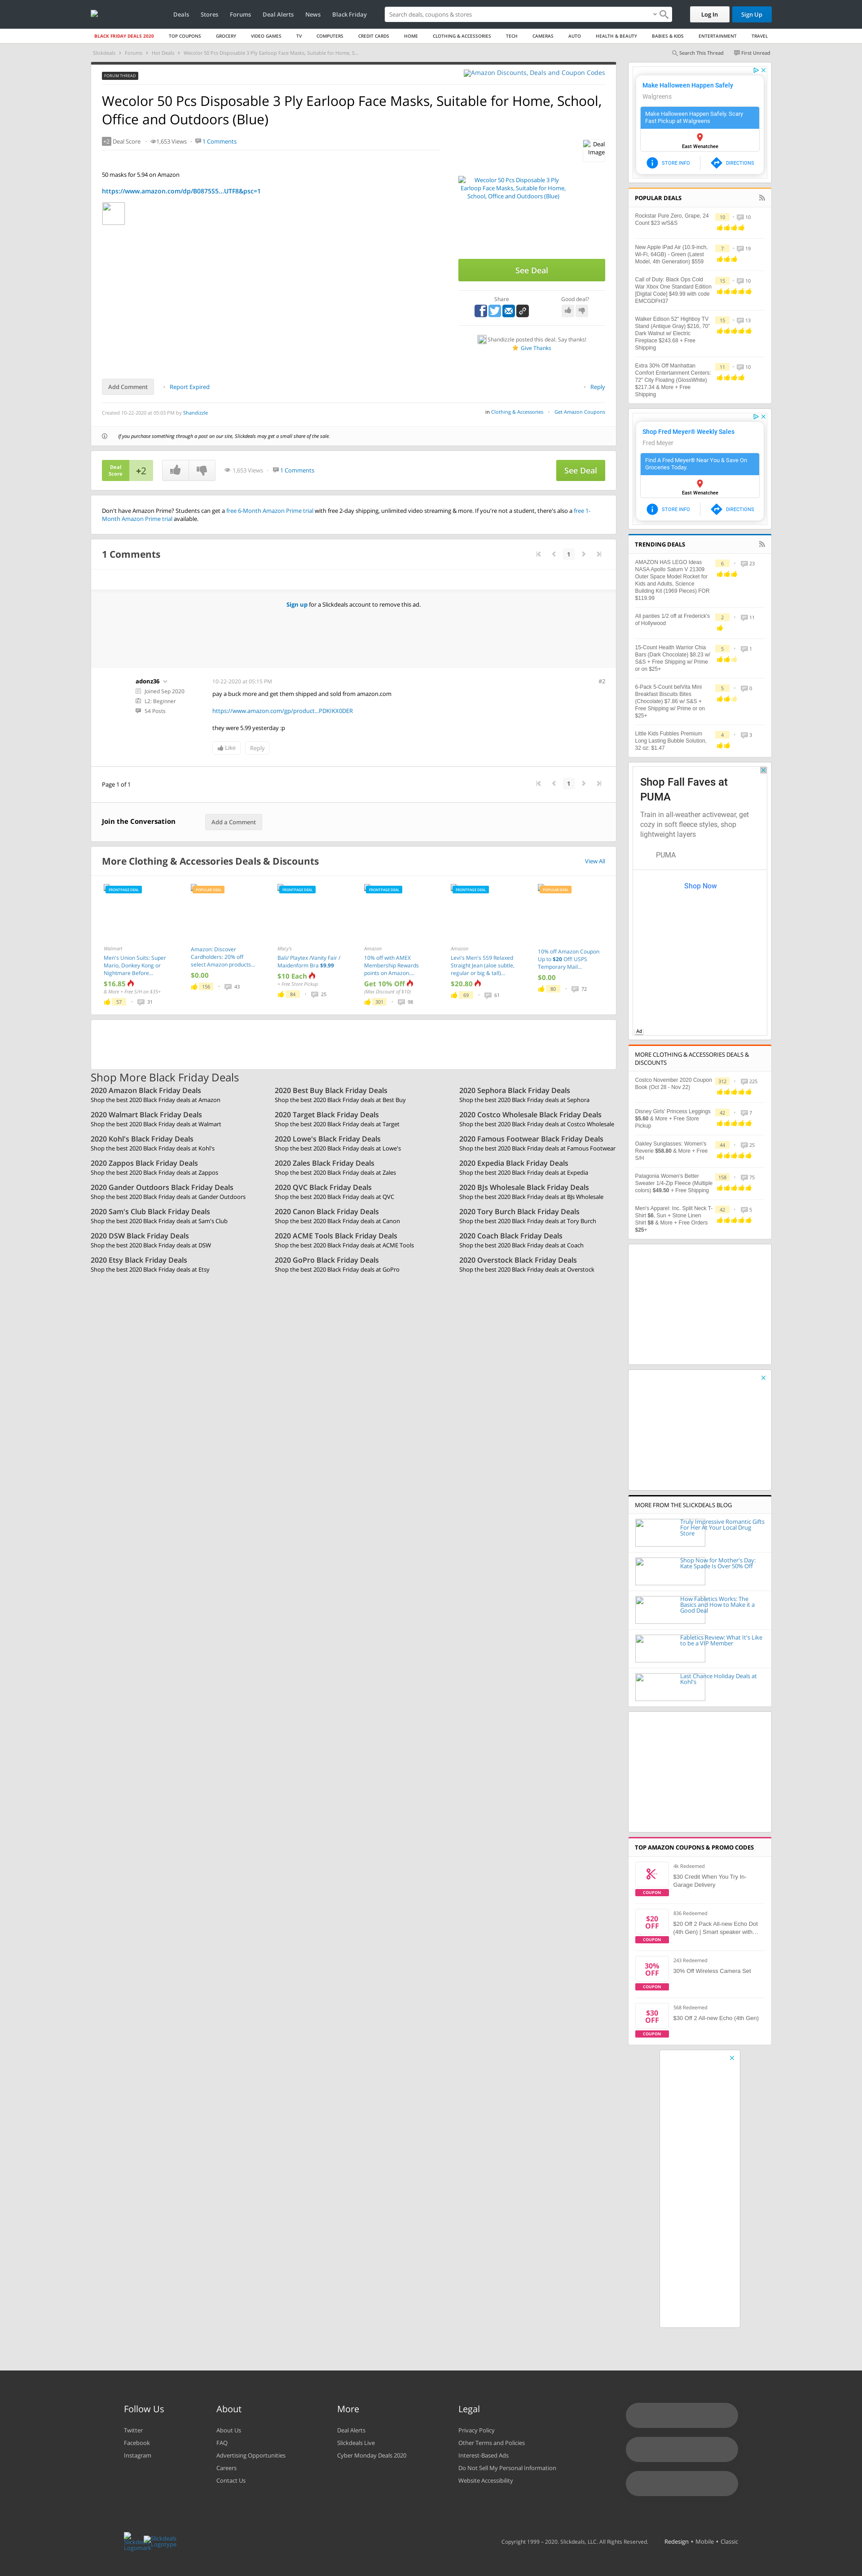 Deals
Stores
Forums
Deal Alerts
News
Black Friday
Search deals, coupons & stores
Log In
Sign Up
BLACK FRIDAY DEALS 2020
TOP COUPONS
GROCERY
VIDEO GAMES
TV
COMPUTERS
CREDIT CARDS
HOME
CLOTHING & ACCESSORIES
TECH
CAMERAS
AUTO
HEALTH & BEAUTY
BABIES & KIDS
ENTERTAINMENT
TRAVEL
Slickdeals
Forums
Hot Deals
Wecolor 50 Pcs Disposable 3 Ply Earloop Face Masks, Suitable for Home, S...
Search This Thread
First Unread
FORUM THREAD
Amazon Discounts, Deals and Coupon Codes
Wecolor 50 Pcs Disposable 3 Ply Earloop Face Masks, Suitable for Home, School,
Office and Outdoors (Blue)
+2 Deal Score
1,653 Views
1 Comments
Deal
Image
50 masks for 5.94 on Amazon
https://www.amazon.com/dp/B087SS5...UTF8&psc=1
Wecolor 50 Pcs Disposable 3 Ply
Earloop Face Masks, Suitable for Home,
School, Office and Outdoors (Blue)
See Deal
Share
Good deal?
Shandizzle posted this deal. Say thanks!
Give Thanks
Add Comment
Report Expired
Reply
Created 10-22-2020 at 05:03 PM by Shandizzle
in Clothing & Accessories
Get Amazon Coupons
If you purchase something through a post on our site, Slickdeals may get a small share of the sale.
Deal
Score
+2
1,653 Views
1 Comments
See Deal
Don't have Amazon Prime? Students can get a free 6-Month Amazon Prime trial with free 2-day shipping, unlimited video streaming & more. If you're not a student, there's also a free 1-
Month Amazon Prime trial available.
1 Comments
1
Sign up for a Slickdeals account to remove this ad.
adonz36
Joined Sep 2020
L2: Beginner
54 Posts
10-22-2020 at 05:15 PM
#2
pay a buck more and get them shipped and sold from amazon.com
https://www.amazon.com/gp/product...PDKIKX0DER
they were 5.99 yesterday :p
Like
Reply
Page 1 of 1
1
Join the Conversation
Add a Comment
More Clothing & Accessories Deals & Discounts
View All
FRONTPAGE DEAL
Walmart
Men's Union Suits: Super
Mario, Donkey Kong or
Nightmare Before...
$16.85
& More + Free S/H on $35+
57
31
POPULAR DEAL
Amazon: Discover
Cardholders: 20% off
select Amazon products...
$0.00
156
43
FRONTPAGE DEAL
Macy's
Bali/ Playtex /Vanity Fair /
Maidenform Bra $9.99
$10 Each
+ Free Store Pickup
84
25
FRONTPAGE DEAL
Amazon
10% off with AMEX
Membership Rewards
points on Amazon....
Get 10% Off
(Max Discount of $10)
301
98
FRONTPAGE DEAL
Amazon
Levi's Men's 559 Relaxed
Straight Jean (aloe subtle,
regular or big & tall)...
$20.80
69
61
POPULAR DEAL
10% off Amazon Coupon
Up to $20 Off! USPS
Temporary Mail...
$0.00
80
72
Shop More Black Friday Deals
2020 Amazon Black Friday Deals
Shop the best 2020 Black Friday deals at Amazon
2020 Best Buy Black Friday Deals
Shop the best 2020 Black Friday deals at Best Buy
2020 Sephora Black Friday Deals
Shop the best 2020 Black Friday deals at Sephora
2020 Walmart Black Friday Deals
Shop the best 2020 Black Friday deals at Walmart
2020 Target Black Friday Deals
Shop the best 2020 Black Friday deals at Target
2020 Costco Wholesale Black Friday Deals
Shop the best 2020 Black Friday deals at Costco Wholesale
2020 Kohl's Black Friday Deals
Shop the best 2020 Black Friday deals at Kohl's
2020 Lowe's Black Friday Deals
Shop the best 2020 Black Friday deals at Lowe's
2020 Famous Footwear Black Friday Deals
Shop the best 2020 Black Friday deals at Famous Footwear
2020 Zappos Black Friday Deals
Shop the best 2020 Black Friday deals at Zappos
2020 Zales Black Friday Deals
Shop the best 2020 Black Friday deals at Zales
2020 Expedia Black Friday Deals
Shop the best 2020 Black Friday deals at Expedia
2020 Gander Outdoors Black Friday Deals
Shop the best 2020 Black Friday deals at Gander Outdoors
2020 QVC Black Friday Deals
Shop the best 2020 Black Friday deals at QVC
2020 BJs Wholesale Black Friday Deals
Shop the best 2020 Black Friday deals at BJs Wholesale
2020 Sam's Club Black Friday Deals
Shop the best 2020 Black Friday deals at Sam's Club
2020 Canon Black Friday Deals
Shop the best 2020 Black Friday deals at Canon
2020 Tory Burch Black Friday Deals
Shop the best 2020 Black Friday deals at Tory Burch
2020 DSW Black Friday Deals
Shop the best 2020 Black Friday deals at DSW
2020 ACME Tools Black Friday Deals
Shop the best 2020 Black Friday deals at ACME Tools
2020 Coach Black Friday Deals
Shop the best 2020 Black Friday deals at Coach
2020 Etsy Black Friday Deals
Shop the best 2020 Black Friday deals at Etsy
2020 GoPro Black Friday Deals
Shop the best 2020 Black Friday deals at GoPro
2020 Overstock Black Friday Deals
Shop the best 2020 Black Friday deals at Overstock
Make Halloween Happen Safely
Walgreens
Make Halloween Happen Safely. Scary
Fast Pickup at Walgreens
East Wenatchee
STORE INFO
DIRECTIONS
POPULAR DEALS
Rockstar Pure Zero, Grape, 24
Count $23 w/S&S
10
10
New Apple iPad Air (10.9-inch,
Wi-Fi, 64GB) - Green (Latest
Model, 4th Generation) $559
7
19
Call of Duty: Black Ops Cold
War Xbox One Standard Edition
[Digital Code] $49.99 with code
EMCGDFH37
10
10
Walker Edison 52" Highboy TV
Stand (Antique Gray) $216, 70"
Dark Walnut w/ Electric
Fireplace $243.68 + Free
Shipping
15
13
Extra 30% Off Manhattan
Comfort Entertainment Centers:
72" City Floating (GlossWhite)
$217.34 & More + Free
Shipping
11
10
Shop Fred Meyer® Weekly Sales
Fred Meyer
Find A Fred Meyer® Near You & Save On
Groceries Today.
East Wenatchee
STORE INFO
DIRECTIONS
TRENDING DEALS
AMAZON HAS LEGO Ideas
NASA Apollo Saturn V 21309
Outer Space Model Rocket for
Kids and Adults, Science
Building Kit (1969 Pieces) FOR
$119.99
6
23
All panties 1/2 off at Frederick's
of Hollywood
2
11
15-Count Health Warrior Chia
Bars (Dark Chocolate) $8.23 w/
S&S + Free Shipping w/ Prime
or on $25+
5
1
6-Pack 5-Count belVita Mini
Breakfast Biscuits Bites
(Chocolate) $7.86 w/ S&S +
Free Shipping w/ Prime or on
$25+
5
0
Little Kids Fubbles Premium
Long Lasting Bubble Solution,
32 oz: $1.47
4
3
Shop Fall Faves at
PUMA
Train in all-weather activewear, get
cozy in soft fleece styles, shop
lightweight layers
PUMA
Shop Now
Ad
MORE CLOTHING & ACCESSORIES DEALS &
DISCOUNTS
Costco November 2020 Coupon
Book (Oct 28 - Nov 22)
312
225
Disney Girls' Princess Leggings
$5.60 & More + Free Store
Pickup
42
7
Oakley Sunglasses: Women's
Reverie $58.80 & More + Free
S/H
44
25
Patagonia Women's Better
Sweater 1/4-Zip Fleece (Multiple
colors) $49.50 + Free Shipping
108
75
Men's Apparel: Inc. Split Neck T-
Shirt $6, Sun + Stone Linen
Shirt $8 & More + Free Orders
$25+
42
5
MORE FROM THE SLICKDEALS BLOG
Truly Impressive Romantic Gifts
For Her At Your Local Drug
Store
Shop Now for Mother's Day:
Kate Spade Is Over 50% Off
How Fabletics Works: The
Basics and How to Make it a
Good Deal
Fabletics Review: What It's Like
to be a VIP Member
Last Chance Holiday Deals at
Kohl's
TOP AMAZON COUPONS & PROMO CODES
COUPON
4k Redeemed
$30 Credit When You Try In-
Garage Delivery
$20
OFF
COUPON
836 Redeemed
$20 Off 2 Pack All-new Echo Dot
(4th Gen) | Smart speaker with...
30%
OFF
COUPON
243 Redeemed
30% Off Wireless Camera Set
$30
OFF
COUPON
568 Redeemed
$30 Off 2 All-new Echo (4th Gen)
Follow Us
Twitter
Facebook
Instagram
About
About Us
FAQ
Advertising Opportunities
Careers
Contact Us
More
Deal Alerts
Slickdeals Live
Cyber Monday Deals 2020
Legal
Privacy Policy
Other Terms and Policies
Interest-Based Ads
Do Not Sell My Personal Information
Website Accessibility
Slickdeals
Logotype
Logomark
Copyright 1999 – 2020. Slickdeals, LLC. All Rights Reserved.
Redesign • Mobile • Classic